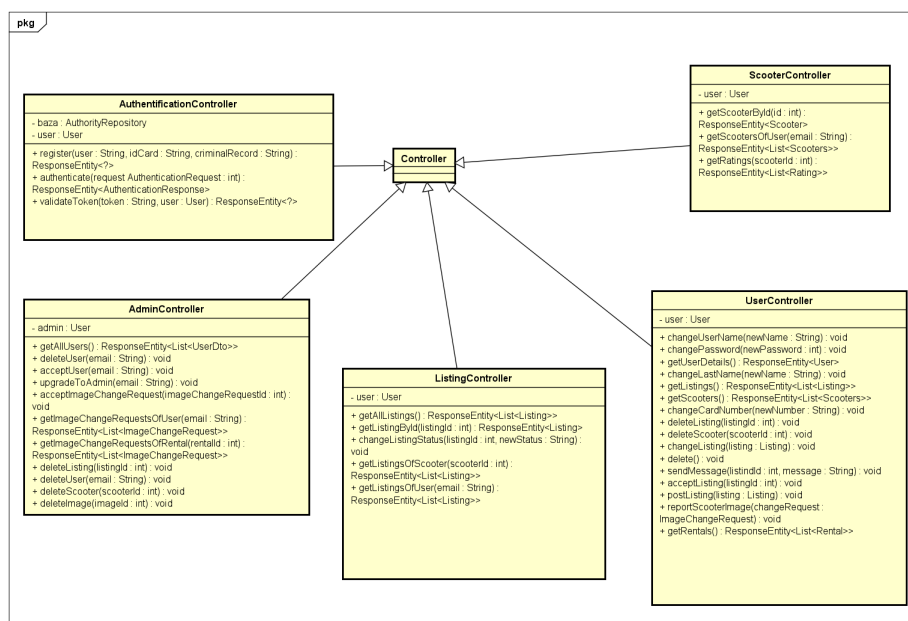 pkg
AuthentificationController
- baza : AuthorityRepository
- user : User
+ register(user : String, idCard : String, criminalRecord : String) :
ResponseEntity<?>
+ authenticate(request AuthenticationRequest : int) :
ResponseEntity<AuthenticationResponse>
+ validateToken(token : String, user : User) : ResponseEntity<?>
Controller
ScooterController
- user : User
+ getScooterById(id : int) :
ResponseEntity<Scooter>
+ getScootersOfUser(email : String) :
ResponseEntity<List<Scooters>>
+ getRatings(scooterId : int) :
ResponseEntity<List<Rating>>
AdminController
- admin : User
+ getAllUsers() : ResponseEntity<List<UserDto>>
+ deleteUser(email : String) : void
+ acceptUser(email : String) : void
+ upgradeToAdmin(email : String) : void
+ acceptImageChangeRequest(imageChangeRequestId : int) :
void
+ getImageChangeRequestsOfUser(email : String) :
ResponseEntity<List<ImageChangeRequest>>
+ getImageChangeRequestsOfRental(rentalId : int) :
ResponseEntity<List<ImageChangeRequest>>
+ deleteListing(listingId : int) : void
+ deleteUser(email : String) : void
+ deleteScooter(scooterId : int) : void
+ deleteImage(imageId : int) : void
ListingController
- user : User
+ getAllListings() : ResponseEntity<List<Listing>>
+ getListingById(listingId : int) : ResponseEntity<Listing>
+ changeListingStatus(listingId : int, newStatus : String) :
void
+ getListingsOfScooter(scooterId : int) :
ResponseEntity<List<Listing>>
+ getListingsOfUser(email : String) :
ResponseEntity<List<Listing>>
UserController
- user : User
+ changeUserName(newName : String) : void
+ changePassword(newPassword : int) : void
+ getUserDetails() : ResponseEntity<User>
+ changeLastName(newName : String) : void
+ getListings() : ResponseEntity<List<Listing>>
+ getScooters() : ResponseEntity<List<Scooters>>
+ changeCardNumber(newNumber : String) : void
+ deleteListing(listingId : int) : void
+ deleteScooter(scooterId : int) : void
+ changeListing(listing : Listing) : void
+ delete() : void
+ sendMessage(listindId : int, message : String) : void
+ acceptListing(listingId : int) : void
+ postListing(listing : Listing) : void
+ reportScooterImage(changeRequest :
ImageChangeRequest) : void
+ getRentals() : ResponseEntity<List<Rental>>